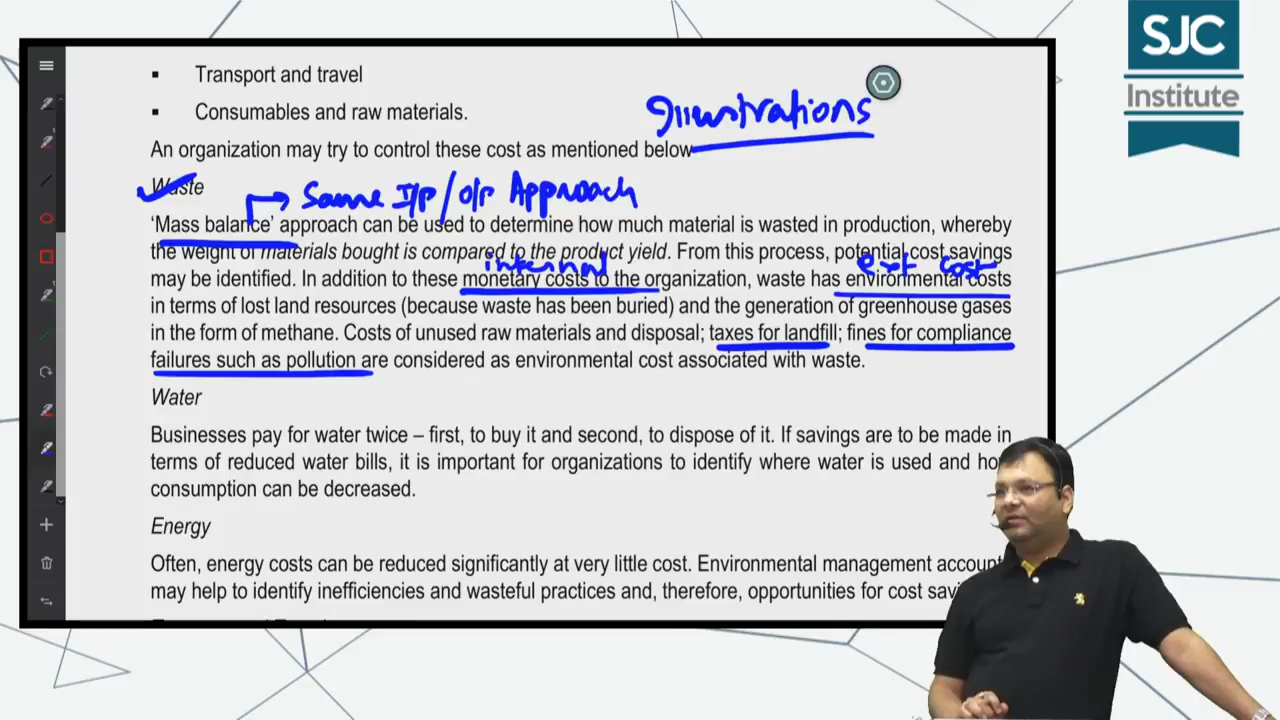 SJC
Institute
▪ Transport and travel
▪ Consumables and raw materials.
Illustrations
An organization may try to control these cost as mentioned below
Waste
Same I/P / O/P Approach
‘Mass balance’ approach can be used to determine how much material is wasted in production, whereby
the weight of materials bought is compared to the product yield. From this process, potential cost savings
internal
ext cost
may be identified. In addition to these monetary costs to the organization, waste has environmental costs
in terms of lost land resources (because waste has been buried) and the generation of greenhouse gases
in the form of methane. Costs of unused raw materials and disposal; taxes for landfill; fines for compliance
failures such as pollution are considered as environmental cost associated with waste.
Water
Businesses pay for water twice – first, to buy it and second, to dispose of it. If savings are to be made in
terms of reduced water bills, it is important for organizations to identify where water is used and ho
consumption can be decreased.
Energy
Often, energy costs can be reduced significantly at very little cost. Environmental management account
may help to identify inefficiencies and wasteful practices and, therefore, opportunities for cost sav